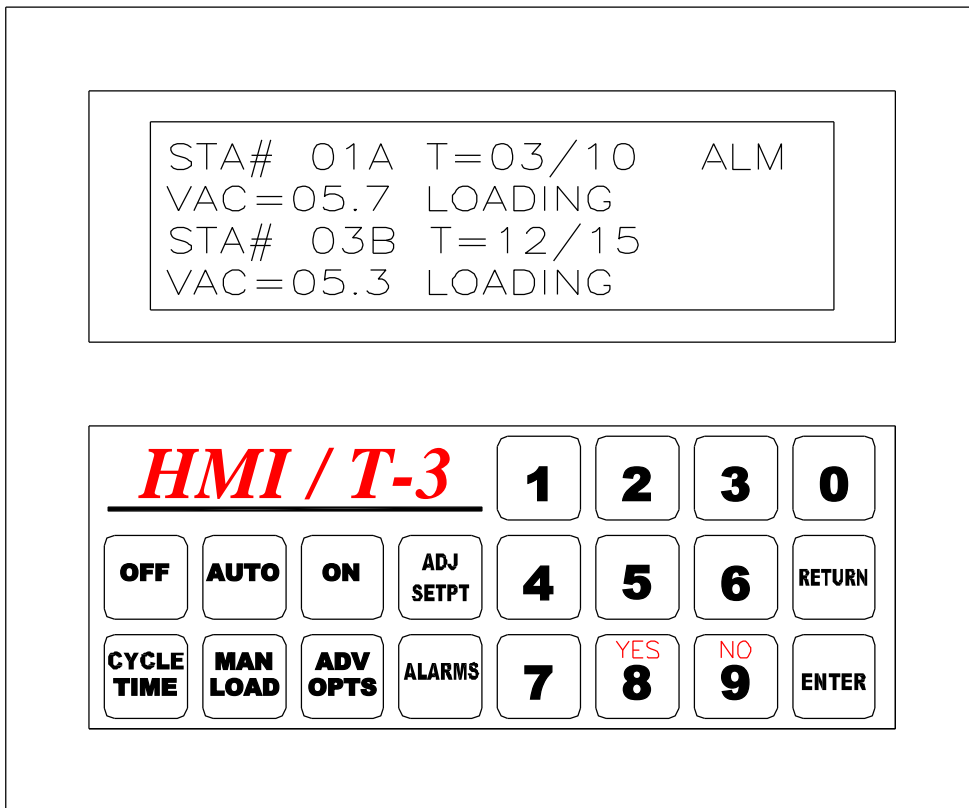 STA# 01A T=03/10 ALM
VAC=05.7 LOADING
STA# 03B T=12/15
VAC=05.3 LOADING
HMI / T-3
1
2
3
0
OFF
AUTO
ON
ADJ
SETPT
4
5
6
RETURN
CYCLE
TIME
MAN
LOAD
ADV
OPTS
ALARMS
7
YES
8
NO
9
ENTER